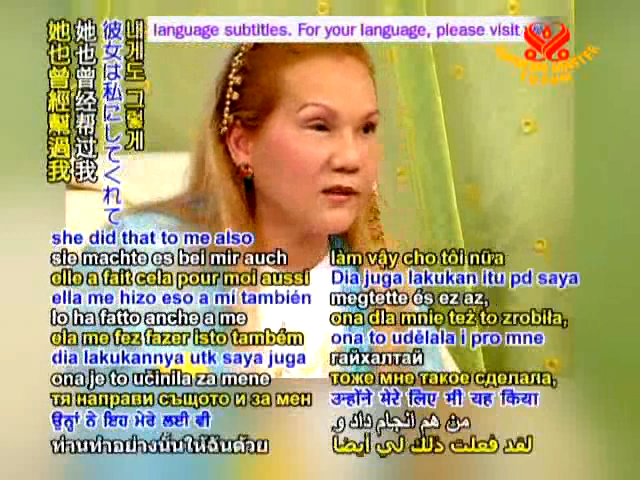 language subtitles. For your language, please visit
SUPREME MASTER
她也曾經幫過我
她也曾经帮过我
彼女は私にしてくれて
내게도 그렇게
she did that to me also
sie machte es bei mir auch
elle a fait cela pour moi aussi
ella me hizo eso a mí también
lo ha fatto anche a me
ela me fez fazer isto também
dia lakukannya utk saya juga
ona je to učinila za mene
тя направи същото и за мен
ਉਨ੍ਹਾਂ ਨੇ ਇਹ ਮੇਰੇ ਲਈ ਵੀ
ท่านทำอย่างนั้นให้ฉันด้วย
làm vậy cho tôi nữa
Dia juga lakukan itu pd saya
megtette és ez az,
ona dla mnie też to zrobiła,
ona to udělala i pro mne
гайхалтай
тоже мне такое сделала,
उन्होंने मेरे लिए भी यह किया
من هم انجام داد و
لقد فعلت ذلك لي أيضا